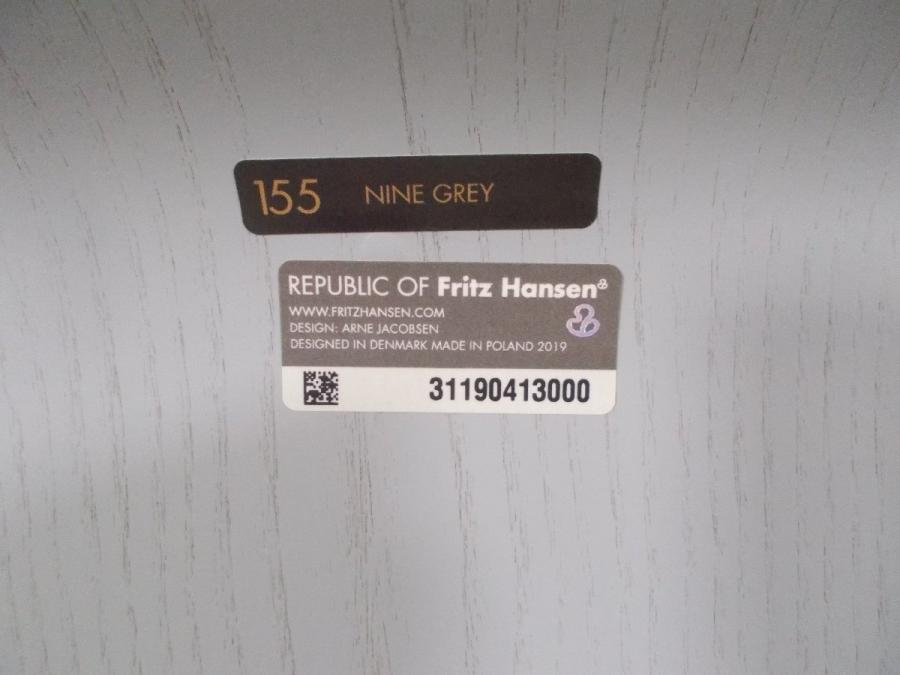 155 NINE GREY
REPUBLIC OF Fritz Hansen®
WWW.FRITZHANSEN.COM
DESIGN: ARNE JACOBSEN
DESIGNED IN DENMARK MADE IN POLAND 2019
31190413000